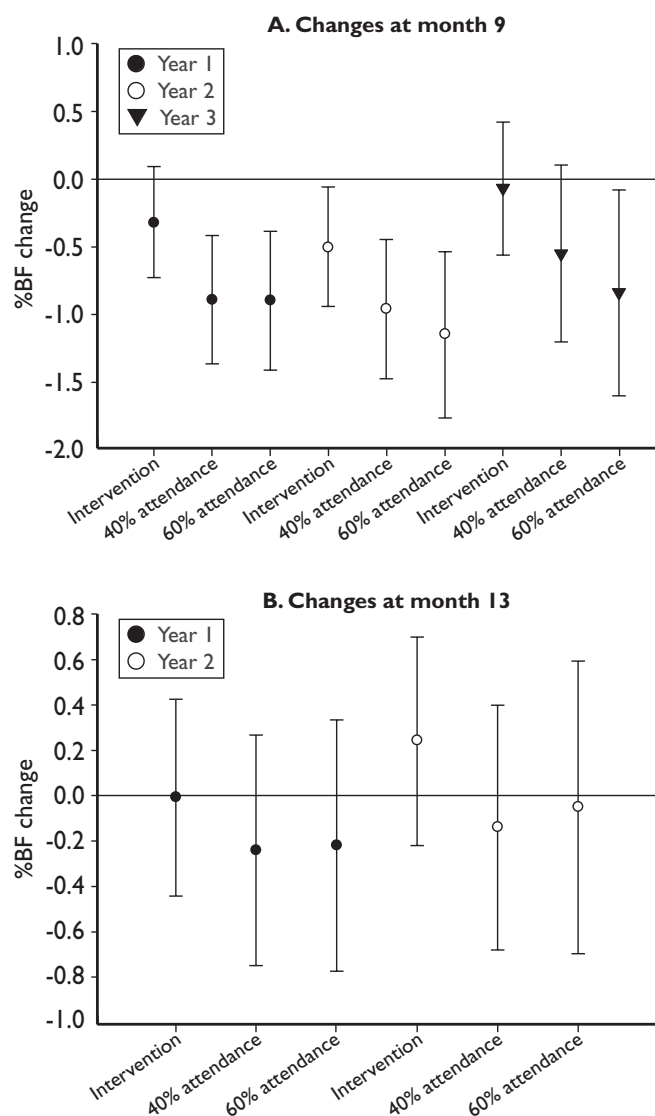 A. Changes at month 9
1.0
0.5
0.0
-0.5
-1.0
-1.5
-2.0
%BF change
Year 1
Year 2
Year 3
Intervention
40% attendance
60% attendance
Intervention
40% attendance
60% attendance
Intervention
40% attendance
60% attendance
B. Changes at month 13
0.8
0.6
0.4
0.2
0.0
-0.2
-0.4
-0.6
-0.8
-1.0
%BF change
Year 1
Year 2
Intervention
40% attendance
60% attendance
Intervention
40% attendance
60% attendance